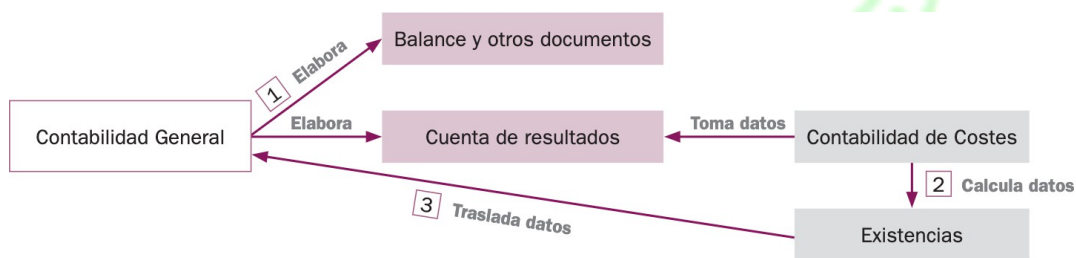 Balance y otros documentos
1 Elabora
Contabilidad General
Elabora
Cuenta de resultados
Toma datos
Contabilidad de Costes
2 Calcula datos
3 Traslada datos
Existencias